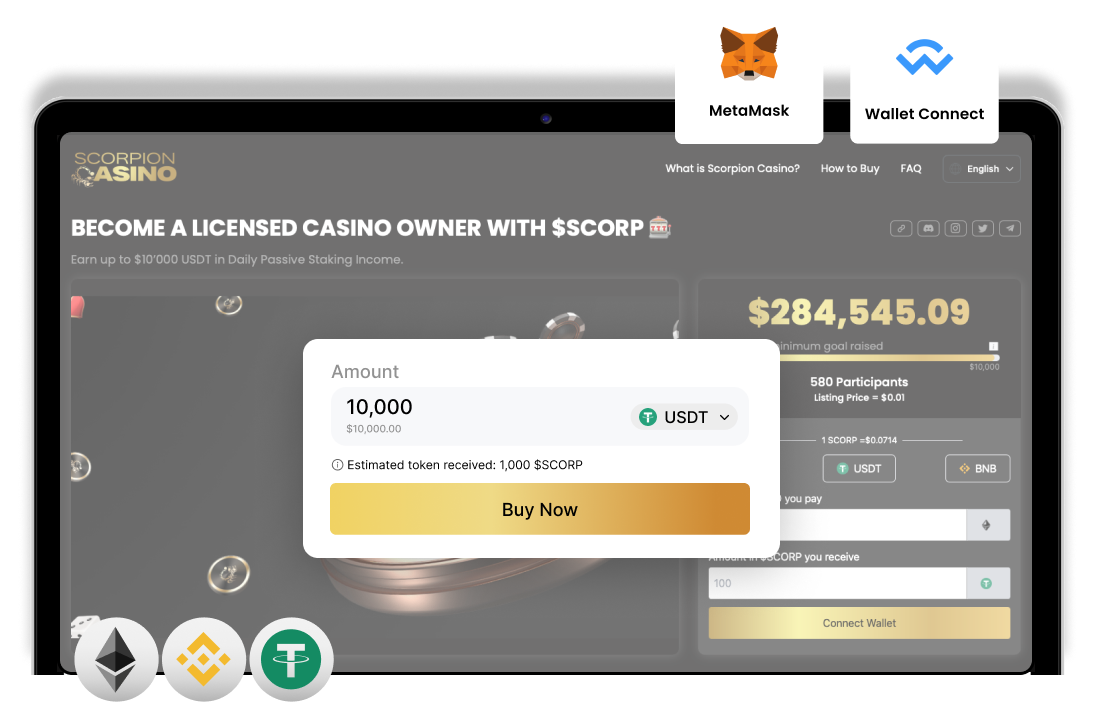 MetaMask
Wallet Connect
SCORPION
CASINO
What is Scorpion Casino?
How to Buy
FAQ
English
BECOME A LICENSED CASINO OWNER WITH $SCORP
Earn up to $10'000 USDT in Daily Passive Staking Income.
$284,545.09
goal raised
$10,000
580 Participants
Listing Price = $0.01
1 SCORP =$0.0714
USDT
BNB
you pay
Amount in $SCORP you receive
100
Connect Wallet
Amount
10,000
$10,000.00
USDT
Estimated token received: 1,000 $SCORP
Buy Now